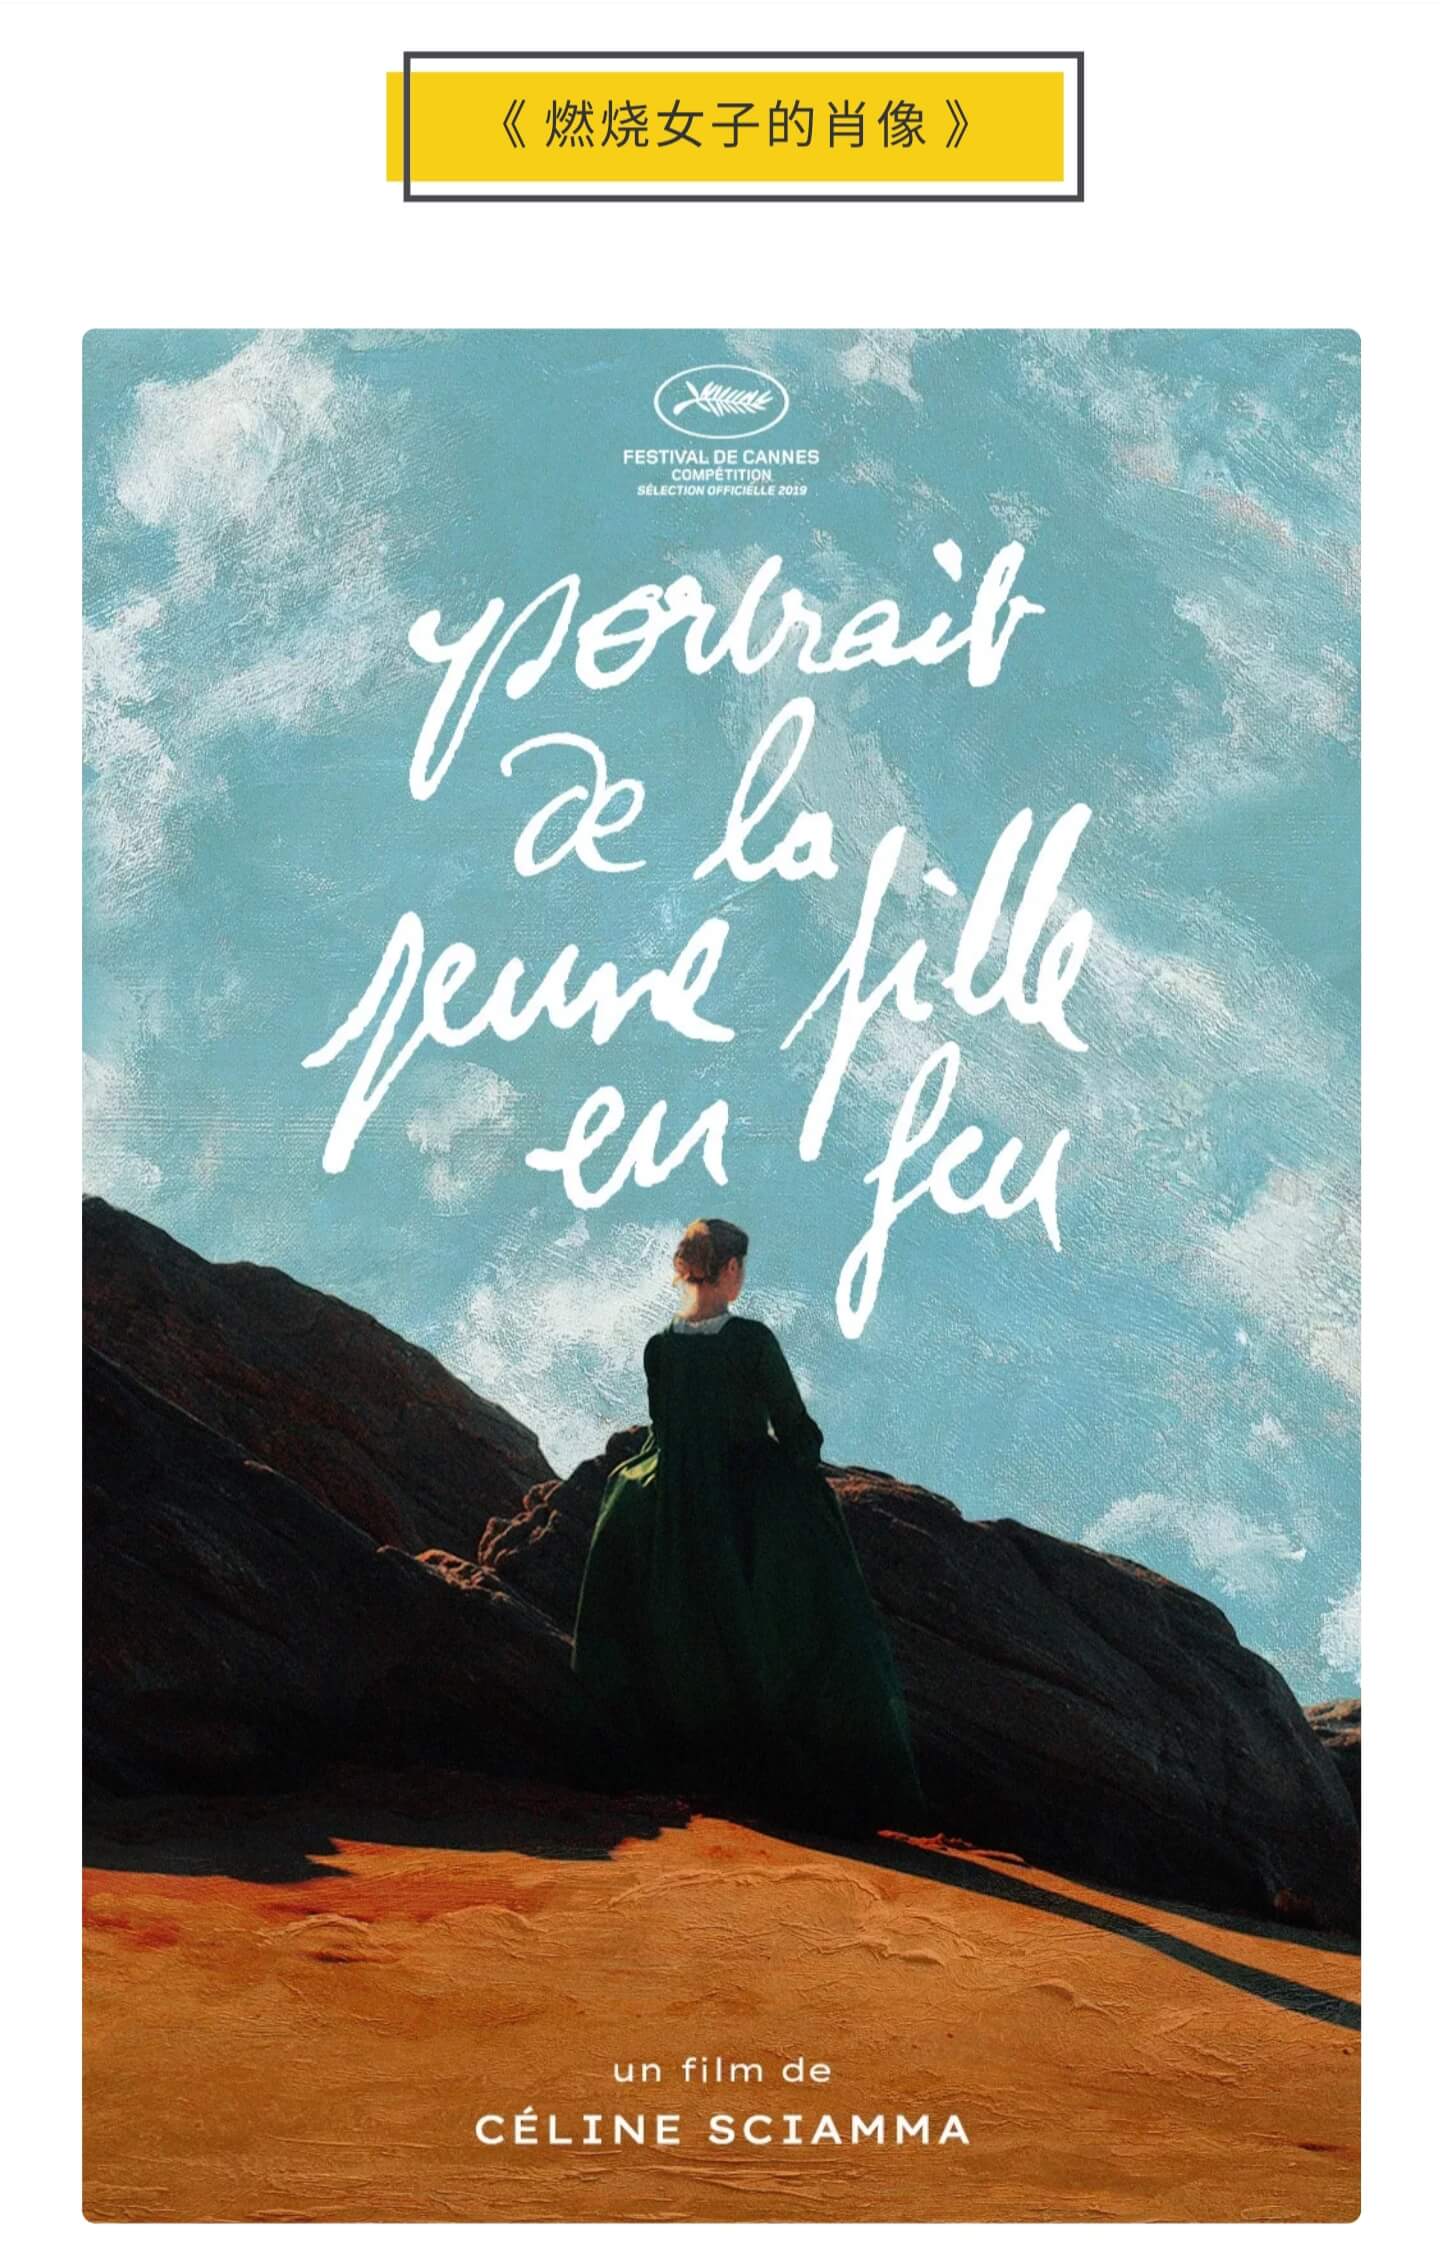 《 燃烧女子的肖像 》
FESTIVAL DE CANNES
COMPÉTITION
SÉLECTION OFFICIELLE 2019
portrait
de la
jeune fille
en feu
un film de
CÉLINE SCIAMMA